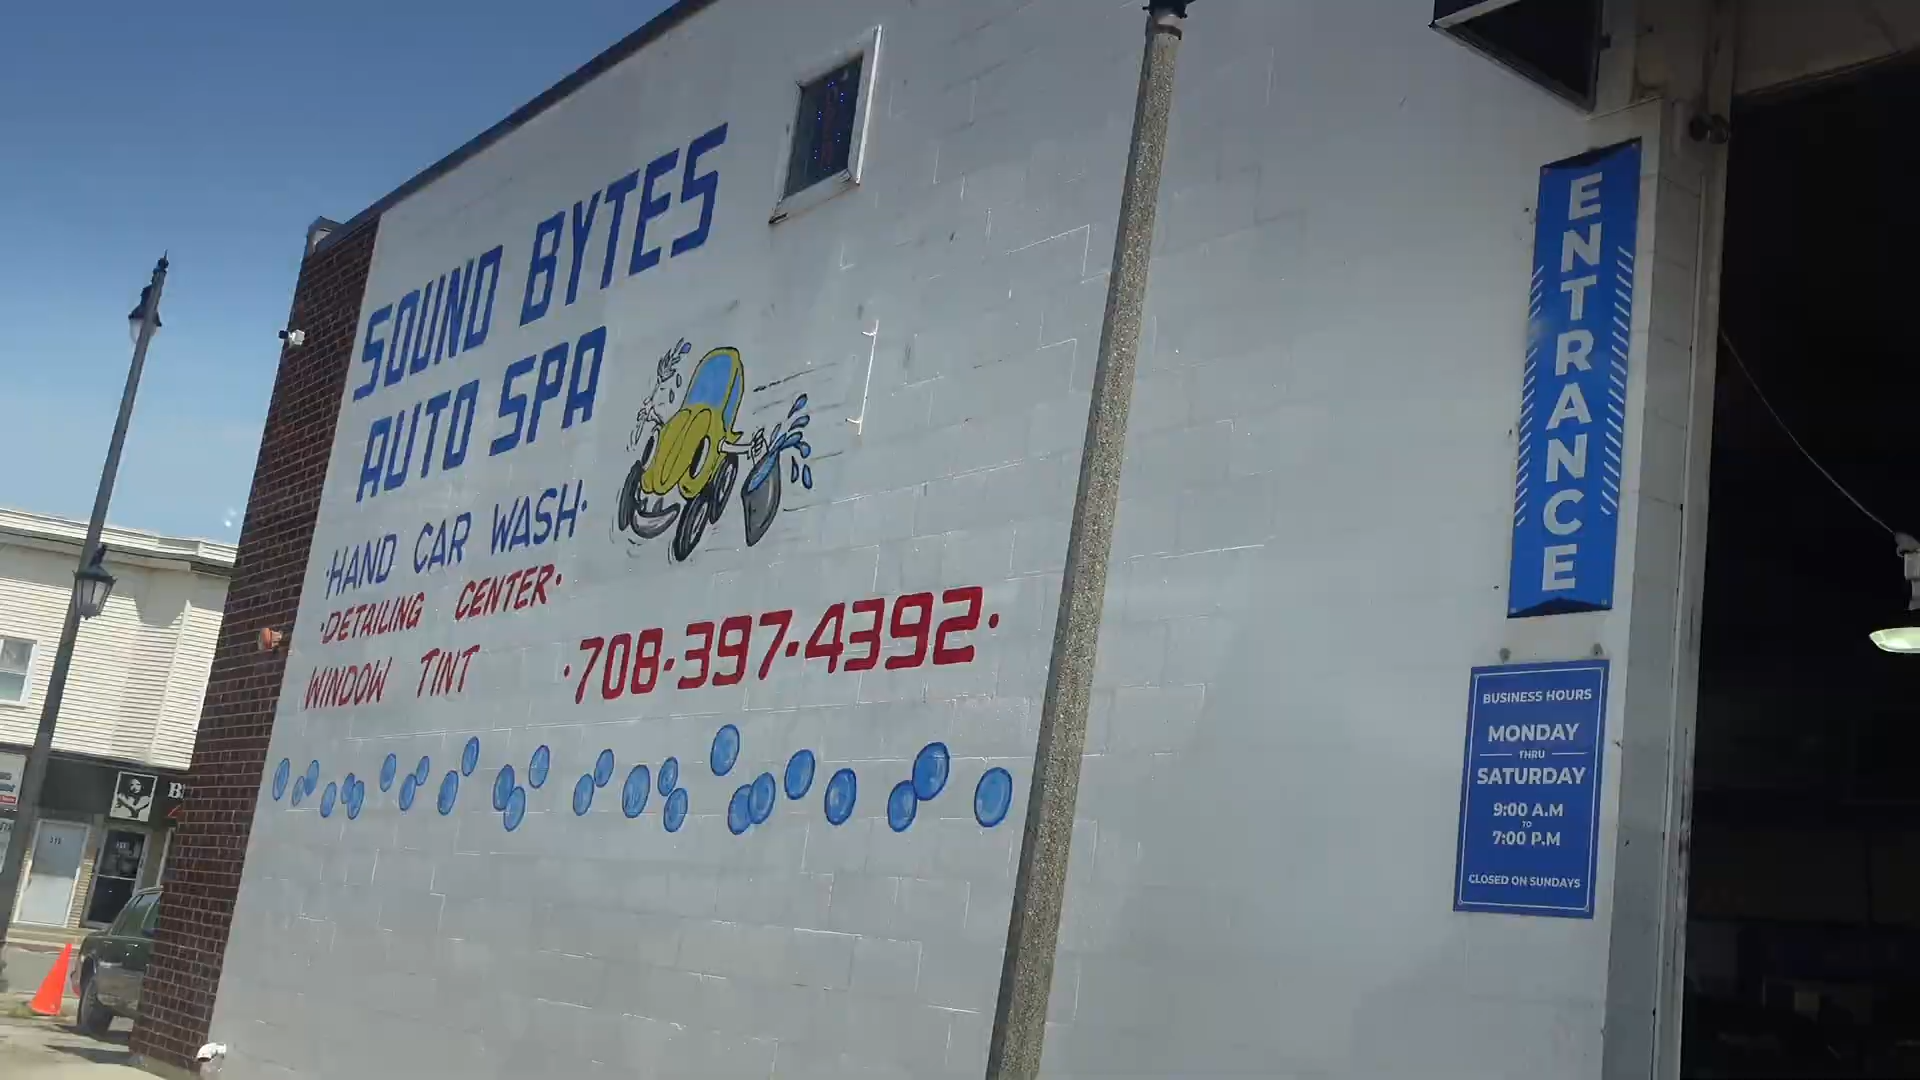 SOUND BYTES
AUTO SPA
·HAND CAR WASH·
·DETAILING CENTER·
WINDOW TINT
·708·397·4392·
ENTRANCE
BUSINESS HOURS
MONDAY
THRU
SATURDAY
9:00 A.M
TO
7:00 P.M
CLOSED ON SUNDAYS